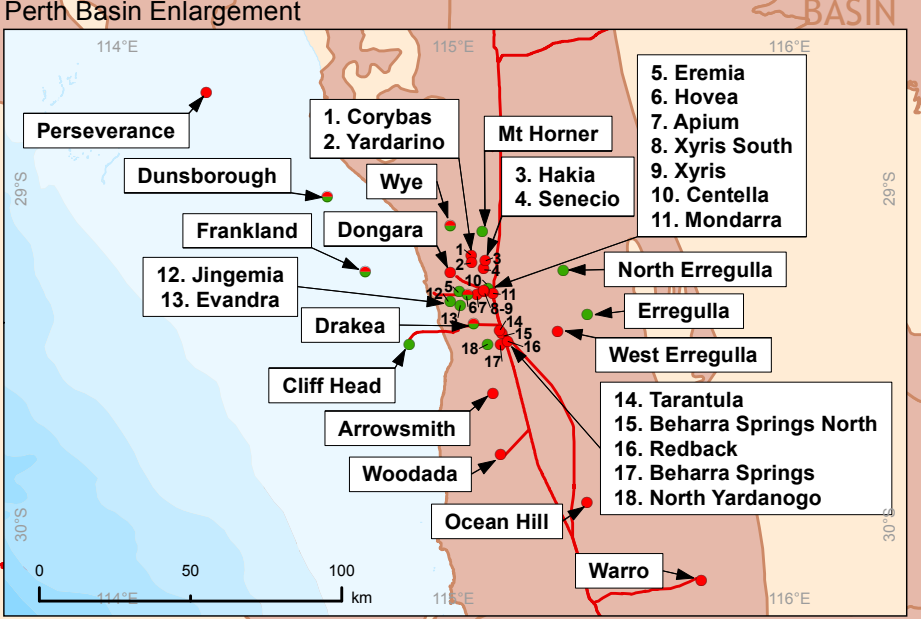 Perth Basin Enlargement
BASIN
114°E
115°E
116°E
5. Eremia
6. Hovea
7. Apium
8. Xyris South
9. Xyris
10. Centella
11. Mondarra
Perseverance
1. Corybas
2. Yardarino
Mt Horner
Dunsborough
Wye
3. Hakia
4. Senecio
29°S
29°S
Frankland
Dongara
1
2
3
4
North Erregulla
12. Jingemia
13. Evandra
10
5
12
67
11
8-9
13
Erregulla
Drakea
14
15
16
18
17
West Erregulla
Cliff Head
14. Tarantula
15. Beharra Springs North
16. Redback
17. Beharra Springs
18. North Yardanogo
Arrowsmith
Woodada
Ocean Hill
30°S
30°S
Warro
0 50 100
km
114°E
115°E
116°E